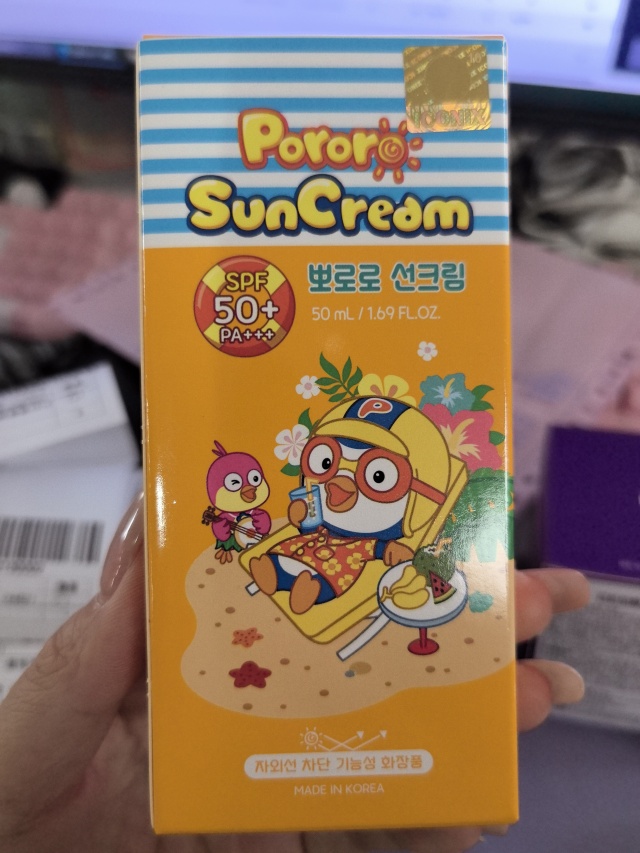 Pororo
SunCream
SPF
50+
PA+++
뽀로로 선크림
50 mL / 1.69 FL.OZ.
P
자외선 차단 기능성 화장품
MADE IN KOREA